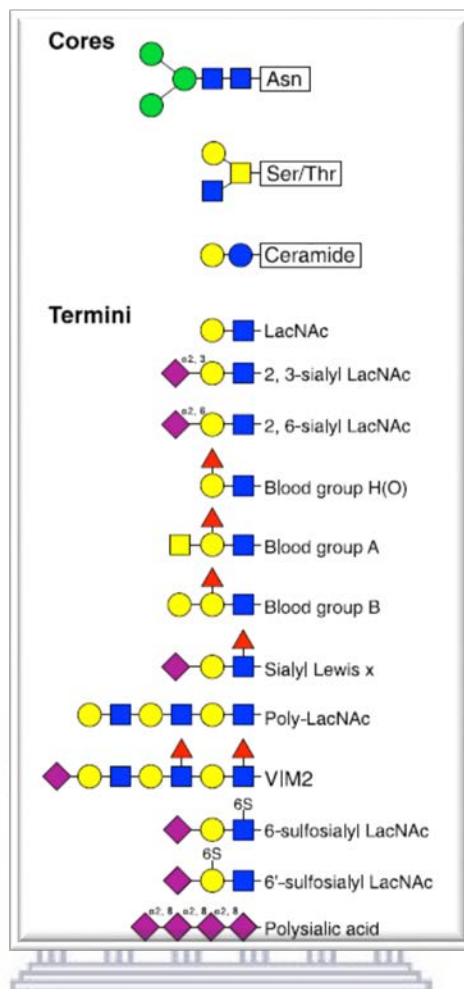 Cores
Asn
Ser/Thr
Ceramide
Termini
LacNAc
α2, 3
2, 3-sialyl LacNAc
α2, 6
2, 6-sialyl LacNAc
Blood group H(O)
Blood group A
Blood group B
Sialyl Lewis x
Poly-LacNAc
VIM2
6S
6-sulfosialyl LacNAc
6S
6'-sulfosialyl LacNAc
α2, 8 α2, 8 α2, 8
Polysialic acid